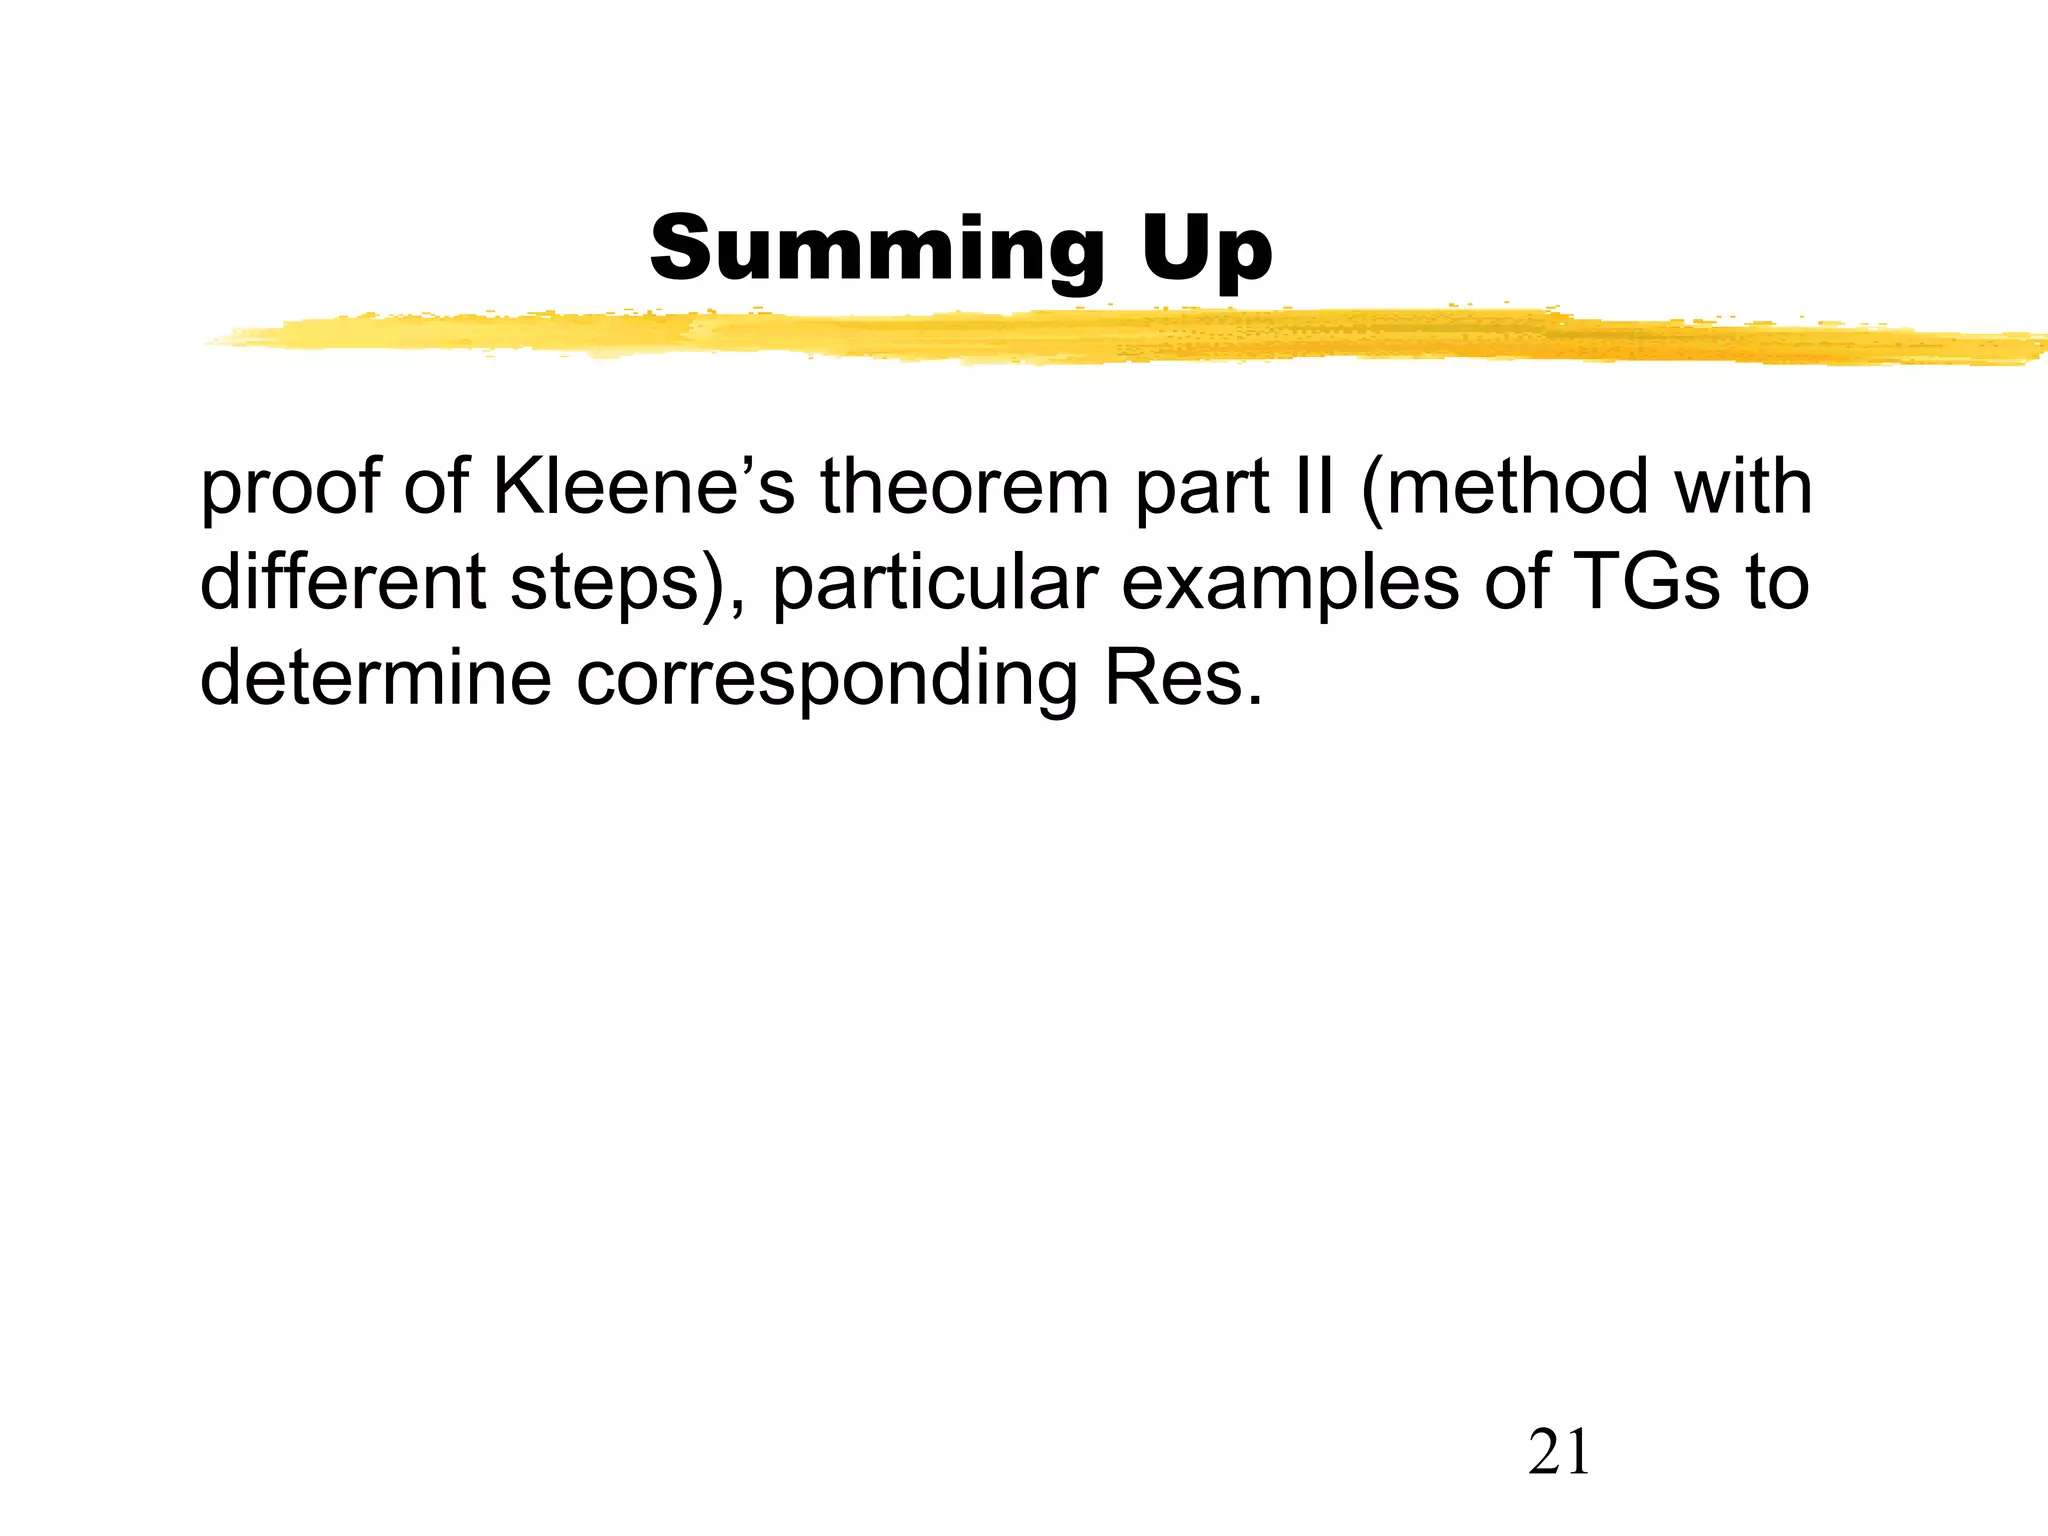 Summing Up
proof of Kleene’s theorem part II (method with
different steps), particular examples of TGs to
determine corresponding Res.
21